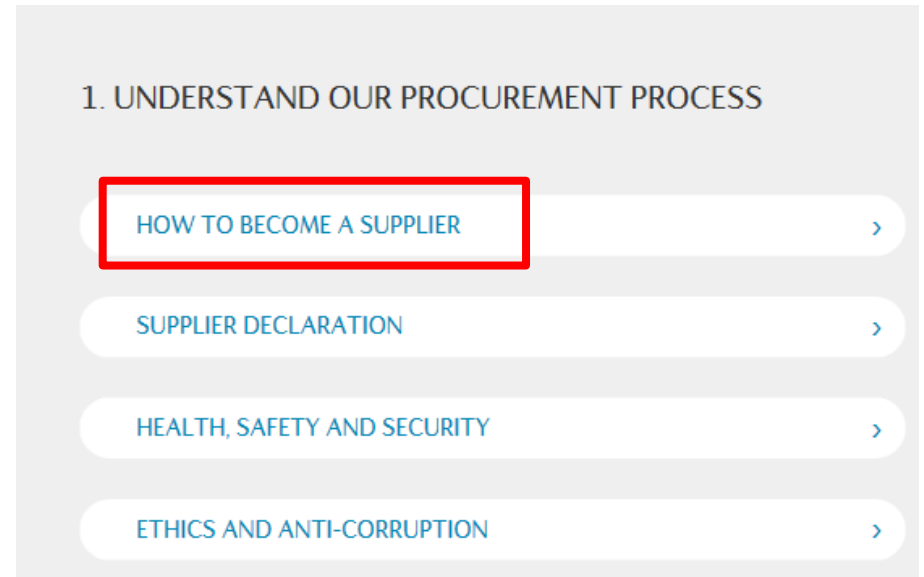 1. UNDERSTAND OUR PROCUREMENT PROCESS
HOW TO BECOME A SUPPLIER
SUPPLIER DECLARATION
HEALTH, SAFETY AND SECURITY
ETHICS AND ANTI-CORRUPTION